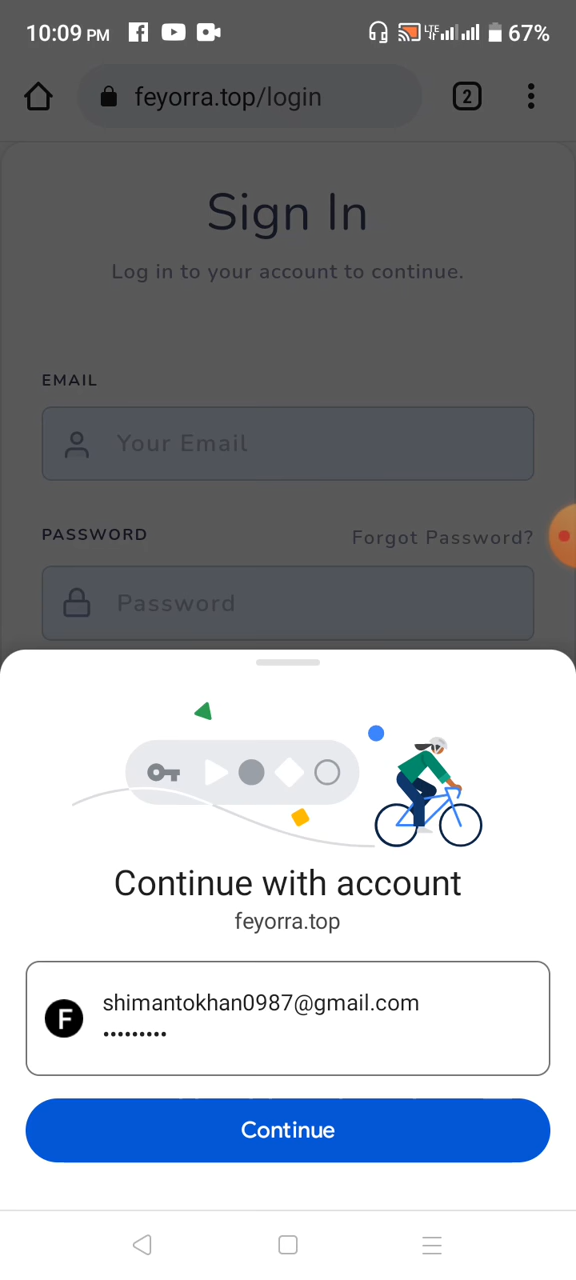 10:09 PM LTE 67%
feyorra.top/login 2
Sign In
Log in to your account to continue.
EMAIL
Your Email
PASSWORD Forgot Password?
Password
Continue with account
feyorra.top
F shimantokhan0987@gmail.com
•••••••••
Continue